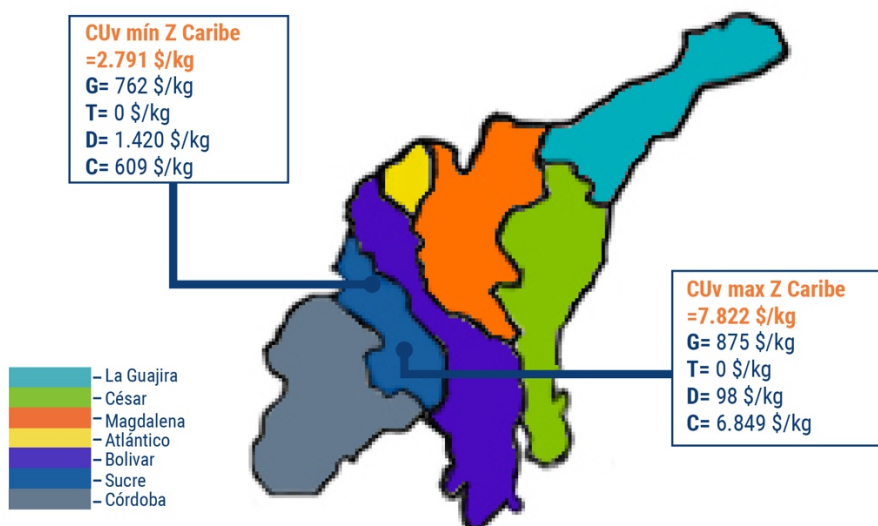 CUv mín Z Caribe
=2.791 $/kg
G= 762 $/kg
T= 0 $/kg
D= 1.420 $/kg
C= 609 $/kg
CUv max Z Caribe
=7.822 $/kg
G= 875 $/kg
T= 0 $/kg
D= 98 $/kg
C= 6.849 $/kg
La Guajira
César
Magdalena
Atlántico
Bolivar
Sucre
Córdoba